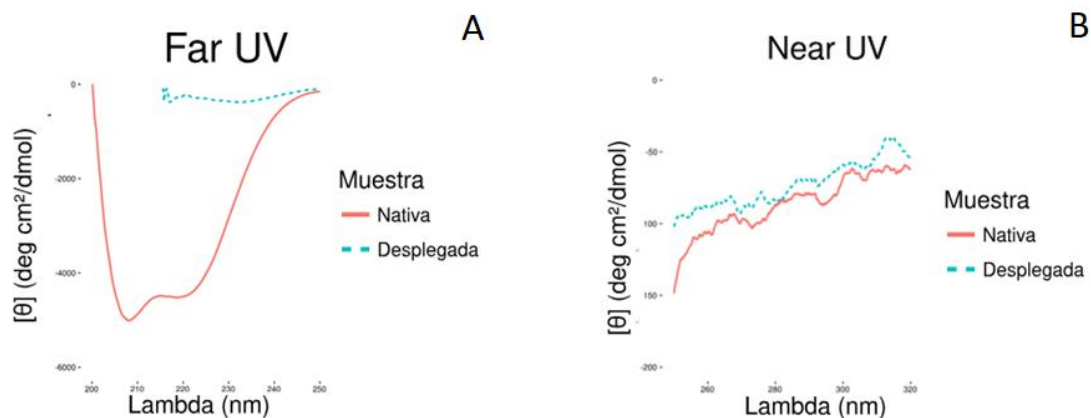 Far UV
A
0
-2000
-4000
-6000
200
210
220
230
240
250
[θ] (deg cm²/dmol)
Lambda (nm)
Muestra
Nativa
Desplegada
Near UV
B
0
-50
-100
150
-200
260
280
300
320
[θ] (deg cm²/dmol)
Lambda (nm)
Muestra
Nativa
Desplegada